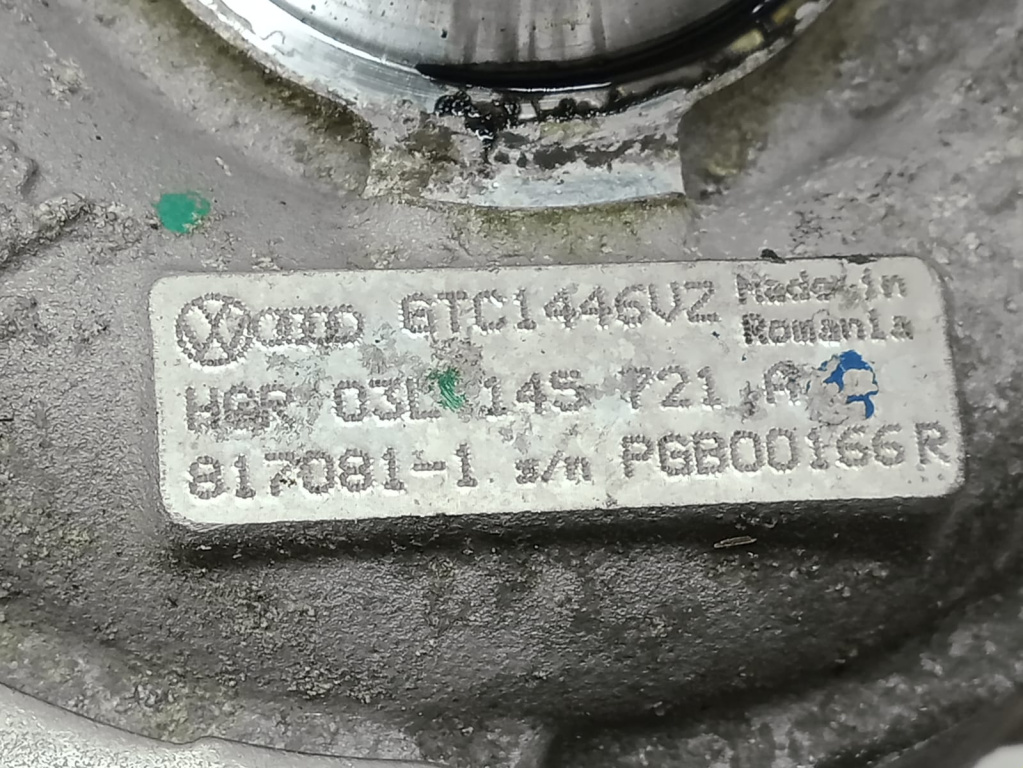 GTC1446VZ Made in Romania
HGR 03L 145 721 A
817081-1 s/n PGB00166R